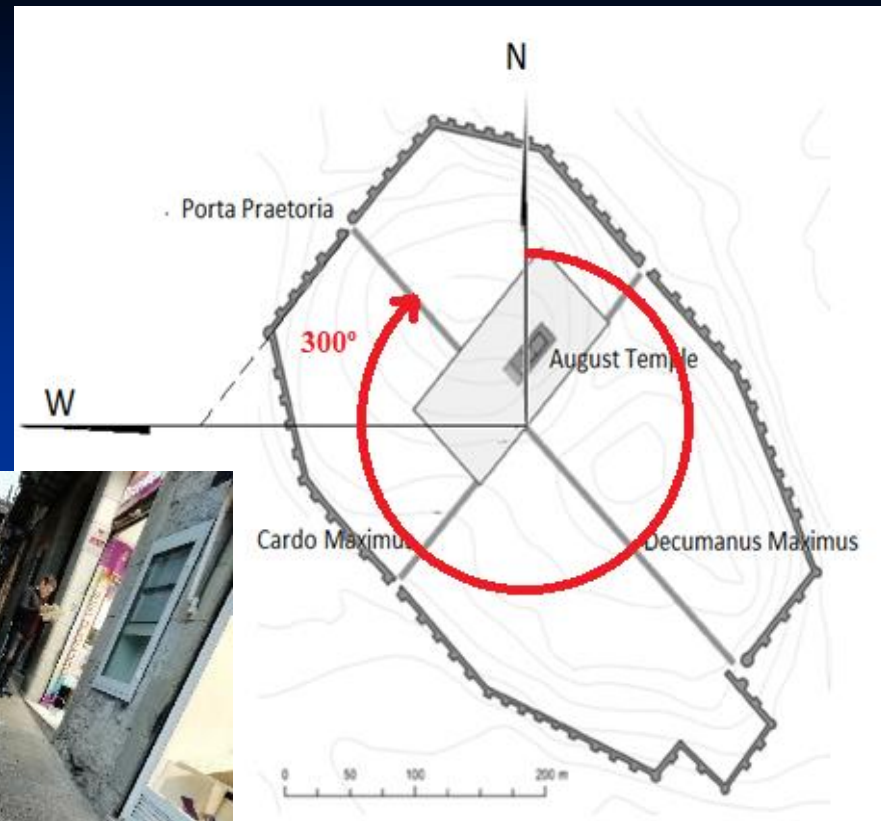 N
Porta Praetoria
300º
August Temple
W
Cardo Maximus
Decumanus Maximus
0 50 100 200 m